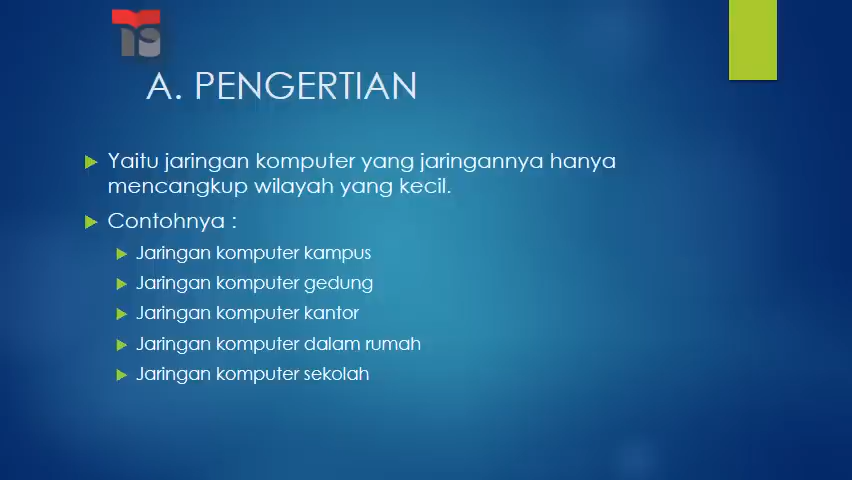 A. PENGERTIAN
Yaitu jaringan komputer yang jaringannya hanya
mencangkup wilayah yang kecil.
Contohnya :
Jaringan komputer kampus
Jaringan komputer gedung
Jaringan komputer kantor
Jaringan komputer dalam rumah
Jaringan komputer sekolah